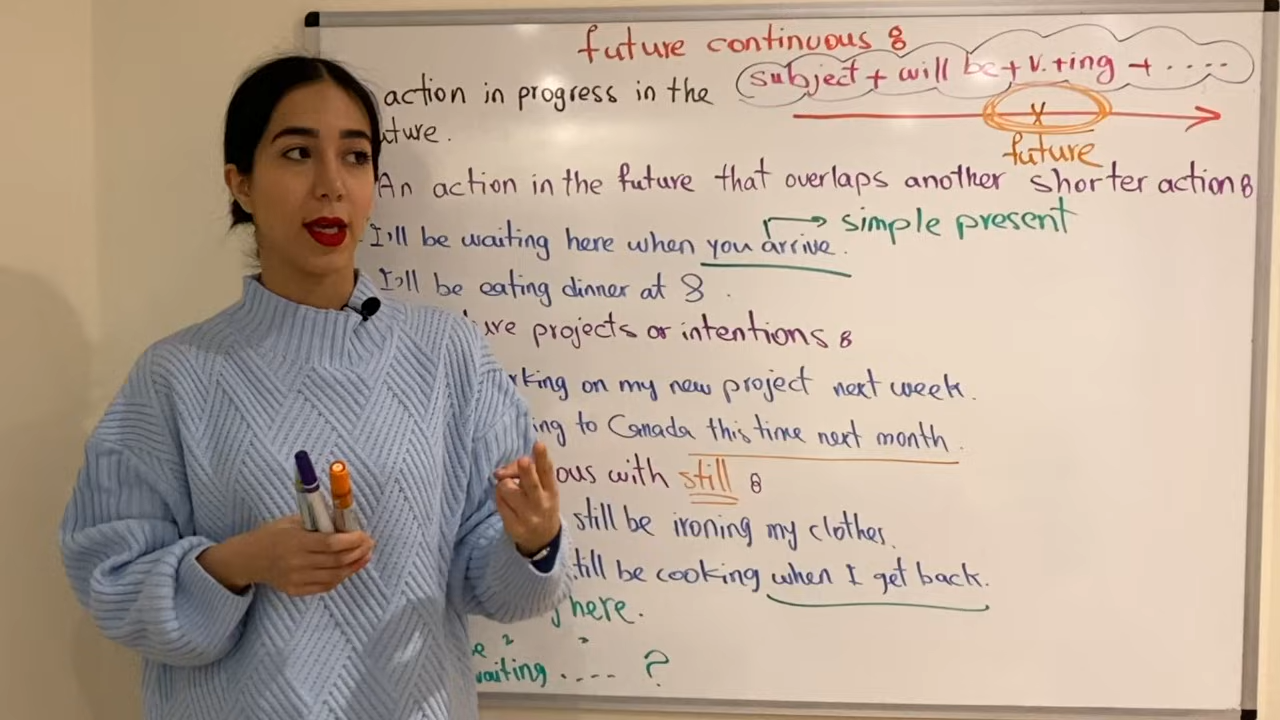 future continuous :
subject + will be + v. + ing + ....
action in progress in the
future
An action in the future that overlaps another shorter action :
simple present
I'll be waiting here when you arrive.
I'll be eating dinner at 8 .
projects or intentions :
on my new project next week.
to Canada this time next month .
with still :
still be ironing my clothes.
be cooking when I get back.
here.
waiting .... ?